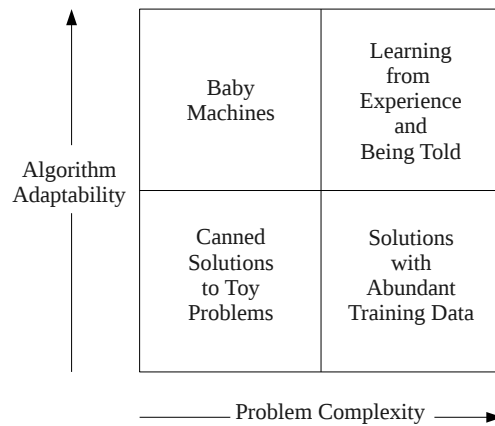 Baby
Machines
Learning
from
Experience
and
Being Told
Algorithm
Adaptability
Canned
Solutions
to Toy
Problems
Solutions
with
Abundant
Training Data
Problem Complexity